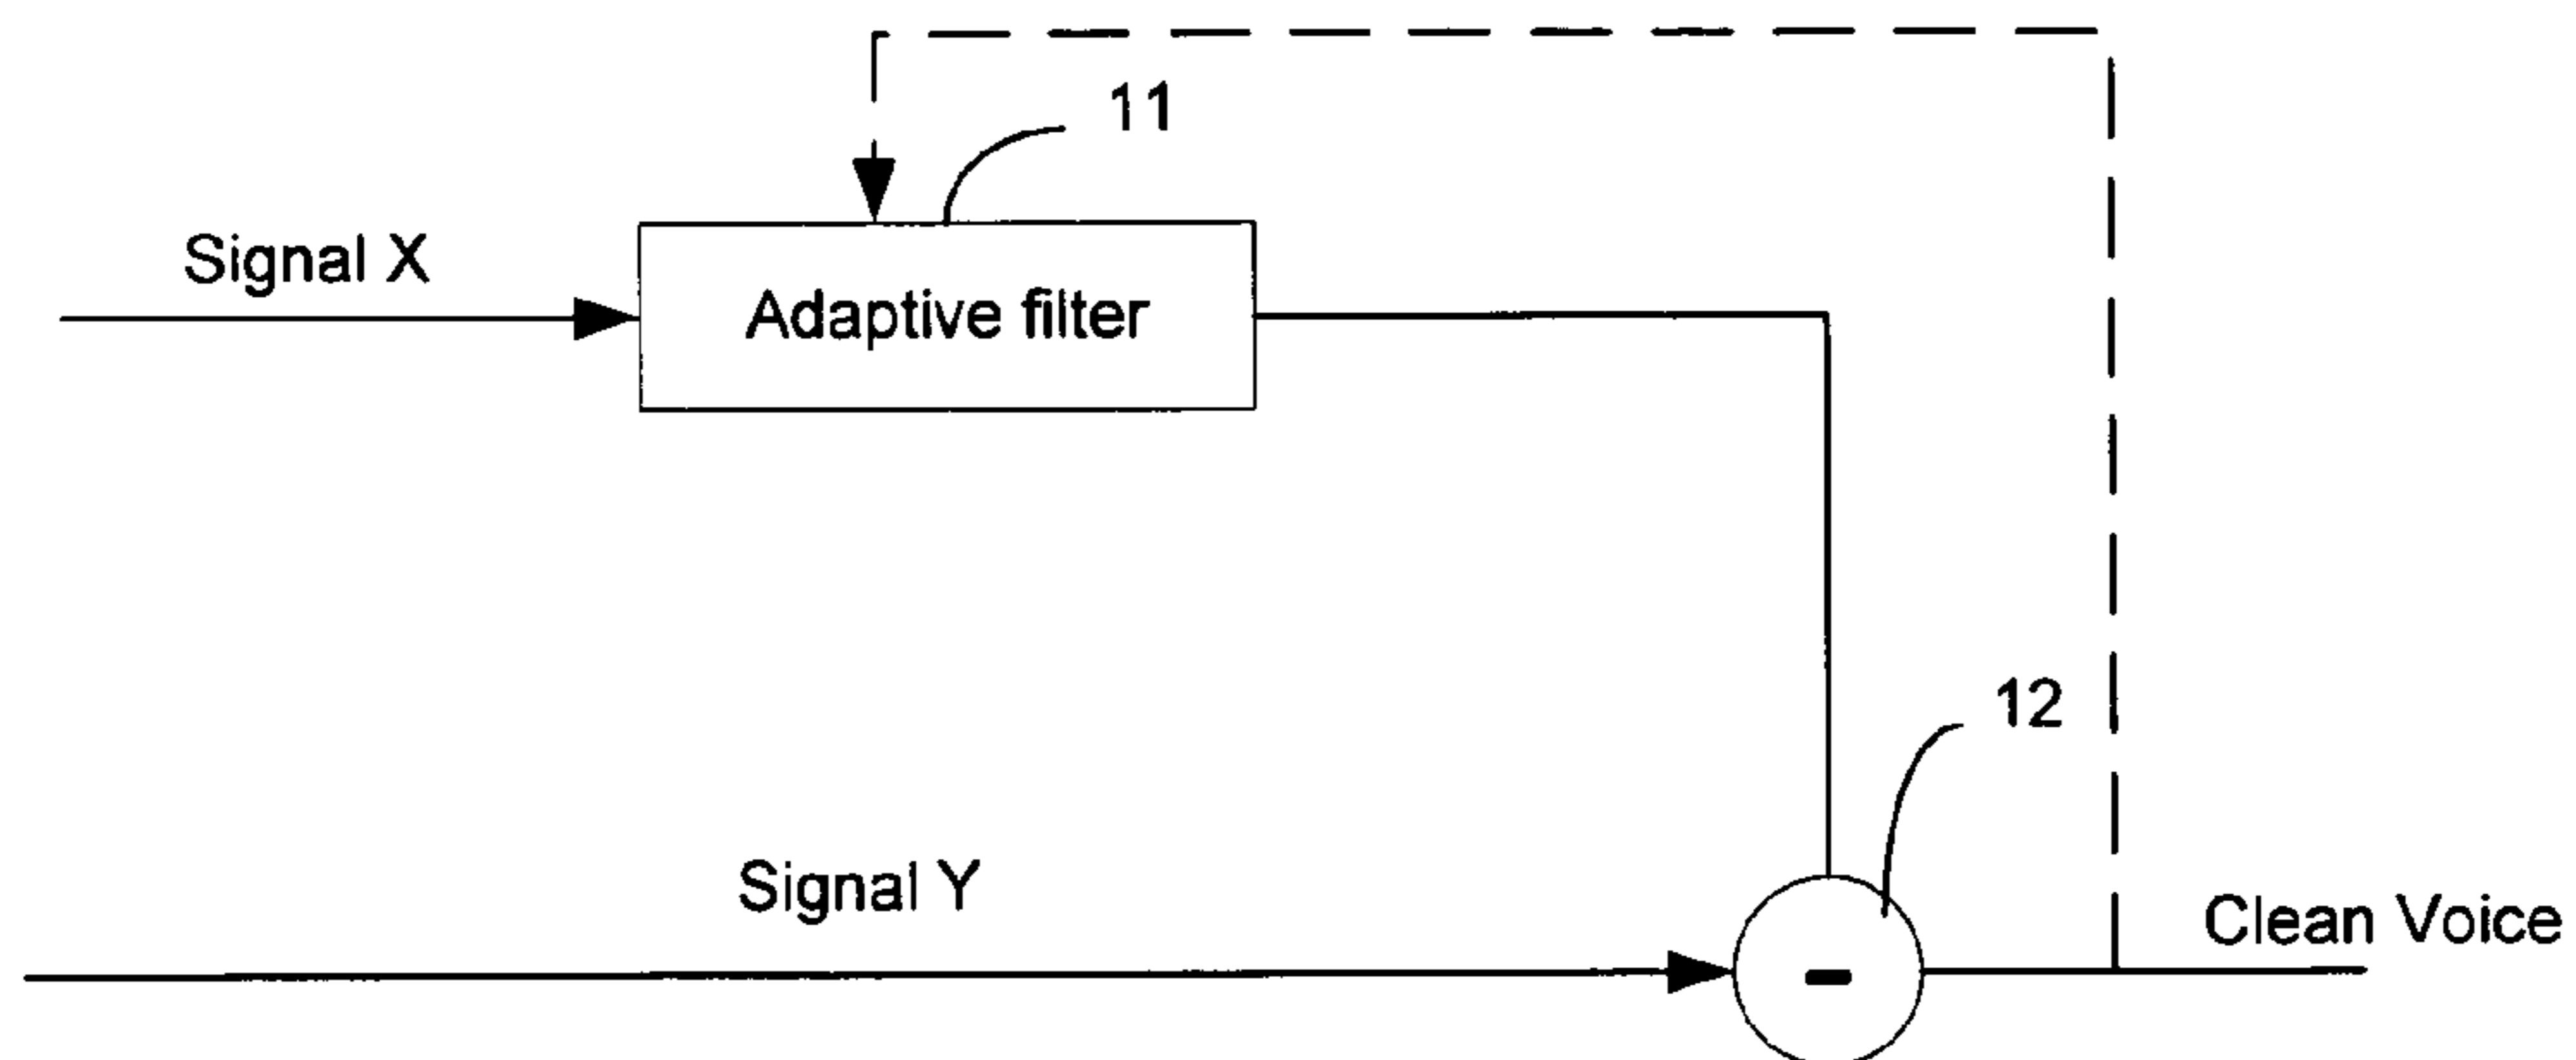 11
Signal X
Adaptive filter
12
Signal Y
-
Clean Voice